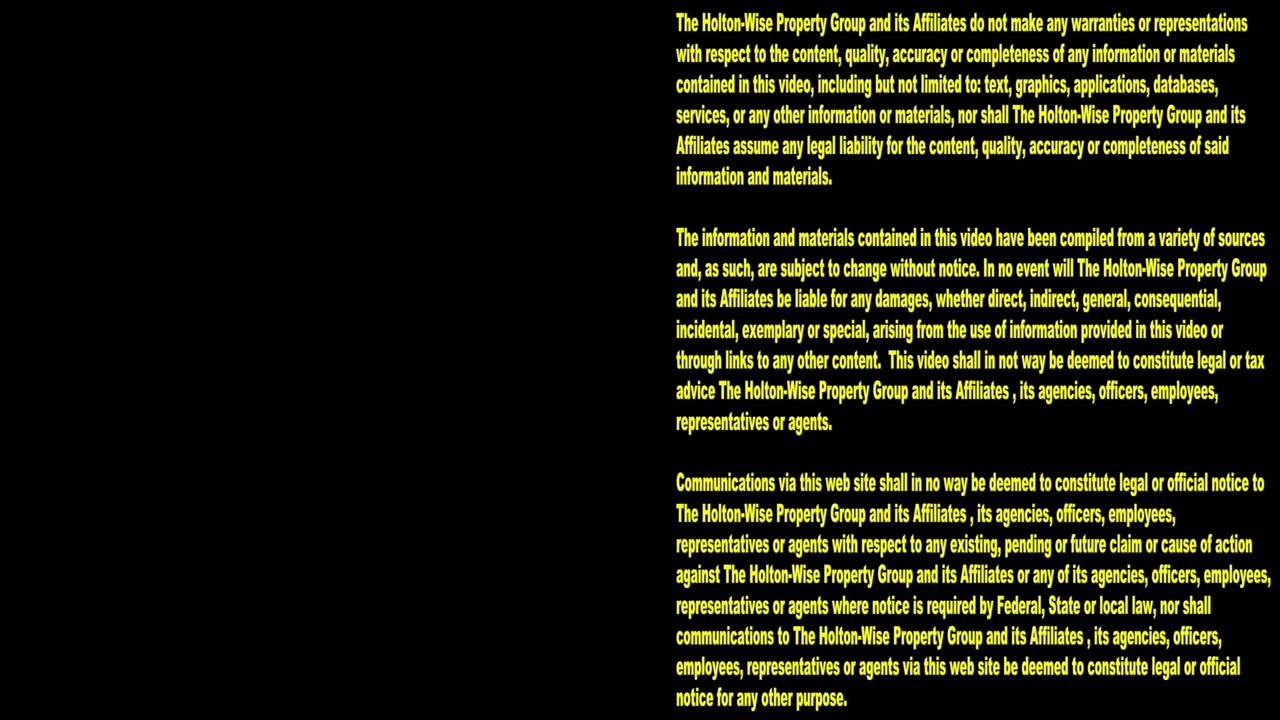 The Holton-Wise Property Group and its Affiliates do not make any warranties or representations
with respect to the content, quality, accuracy or completeness of any information or materials
contained in this video, including but not limited to: text, graphics, applications, databases,
services, or any other information or materials, nor shall The Holton-Wise Property Group and its
Affiliates assume any legal liability for the content, quality, accuracy or completeness of said
information and materials.
The information and materials contained in this video have been compiled from a variety of sources
and, as such, are subject to change without notice. In no event will The Holton-Wise Property Group
and its Affiliates be liable for any damages, whether direct, indirect, general, consequential,
incidental, exemplary or special, arising from the use of information provided in this video or
through links to any other content.  This video shall in not way be deemed to constitute legal or tax
advice The Holton-Wise Property Group and its Affiliates , its agencies, officers, employees,
representatives or agents.
Communications via this web site shall in no way be deemed to constitute legal or official notice to
The Holton-Wise Property Group and its Affiliates , its agencies, officers, employees,
representatives or agents with respect to any existing, pending or future claim or cause of action
against The Holton-Wise Property Group and its Affiliates or any of its agencies, officers, employees,
representatives or agents where notice is required by Federal, State or local law, nor shall
communications to The Holton-Wise Property Group and its Affiliates , its agencies, officers,
employees, representatives or agents via this web site be deemed to constitute legal or official
notice for any other purpose.